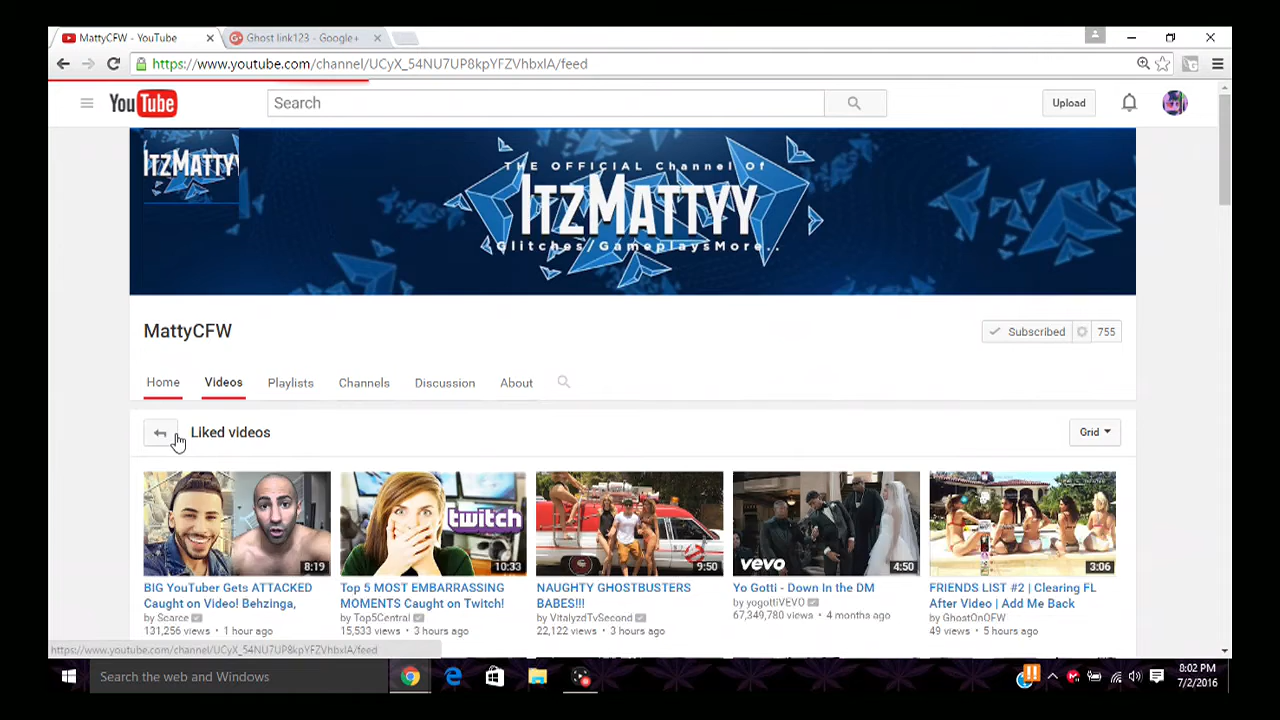 MattyCFW - YouTube
Ghost link123 - Google+
https://www.youtube.com/channel/UCyX_54NU7UP8kpYFZVhbxIA/feed
YouTube
Search
Upload
ITZMATTYY
THE OFFICIAL Channel Of
ITZMATTYY
Glitches/GameplaysMore..
MattyCFW
Subscribed
755
Home
Videos
Playlists
Channels
Discussion
About
Liked videos
Grid
8:19
twitch
10:33
9:50
vevo
4:50
3:06
BIG YouTuber Gets ATTACKED
Caught on Video! Behzinga,
by Scarce
131,256 views • 1 hour ago
Top 5 MOST EMBARRASSING
MOMENTS Caught on Twitch!
by Top5Central
15,533 views • 3 hours ago
NAUGHTY GHOSTBUSTERS
BABES!!!
by VitalyzdTvSecond
22,122 views • 3 hours ago
Yo Gotti - Down In the DM
by yogottiVEVO
67,349,780 views • 4 months ago
FRIENDS LIST #2 | Clearing FL
After Video | Add Me Back
by GhostOnOFW
49 views • 5 hours ago
https://www.youtube.com/channel/UCyX_54NU7UP8kpYFZVhbxIA/feed
Search the web and Windows
8:02 PM
7/2/2016